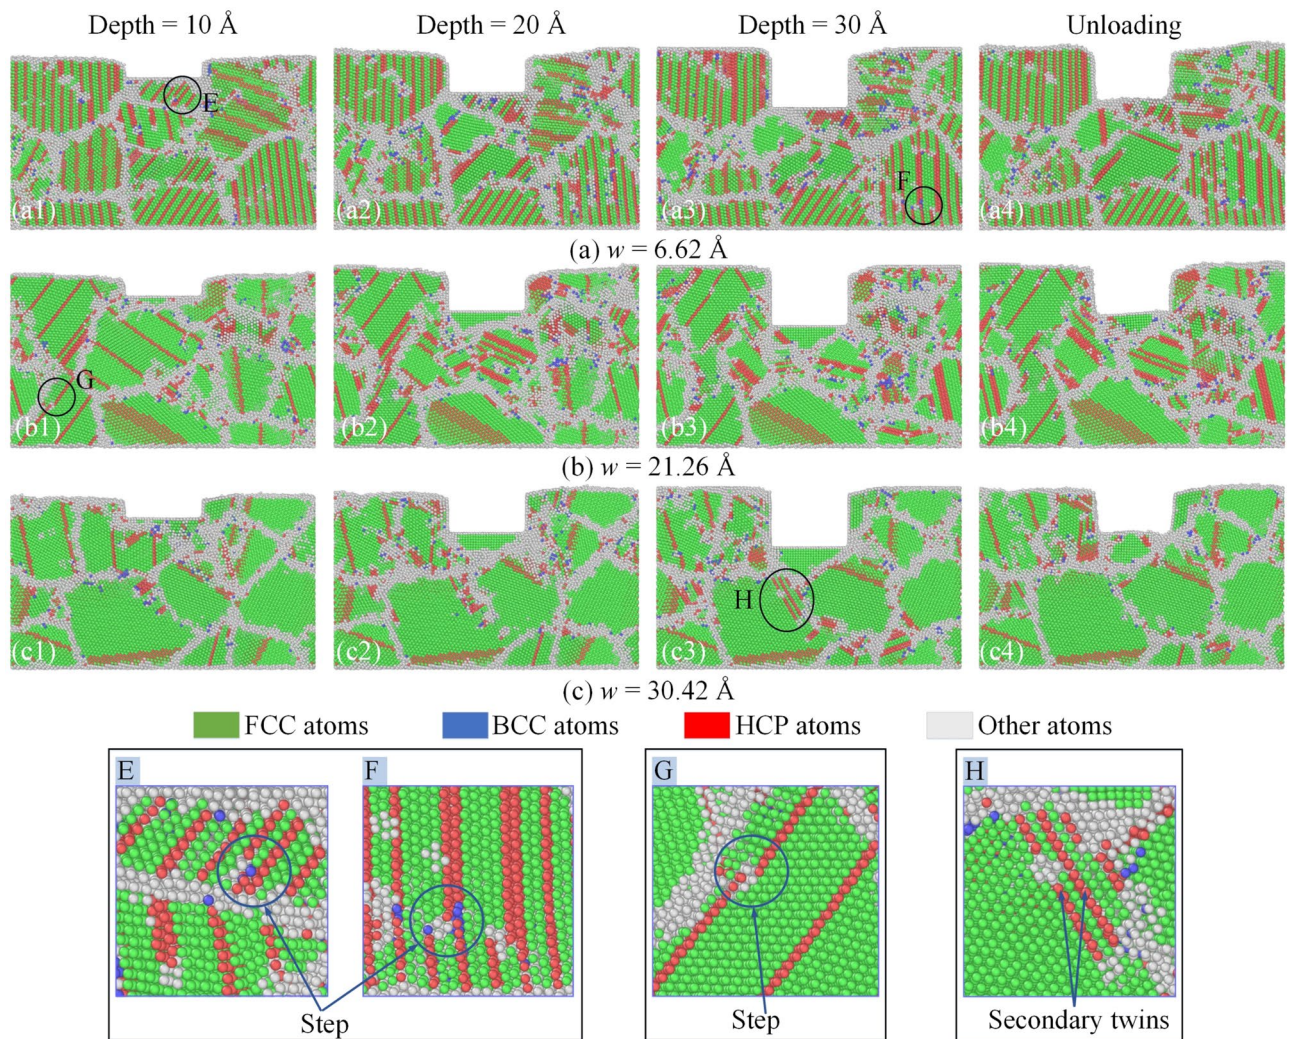 Depth = 10 Å Depth = 20 Å Depth = 30 Å Unloading
E
F
(a1) (a2) (a3) (a4)
(a) w = 6.62 Å
G
(b1) (b2) (b3) (b4)
(b) w = 21.26 Å
H
(c1) (c2) (c3) (c4)
(c) w = 30.42 Å
FCC atoms BCC atoms HCP atoms Other atoms
E F G H
Step Step Secondary twins